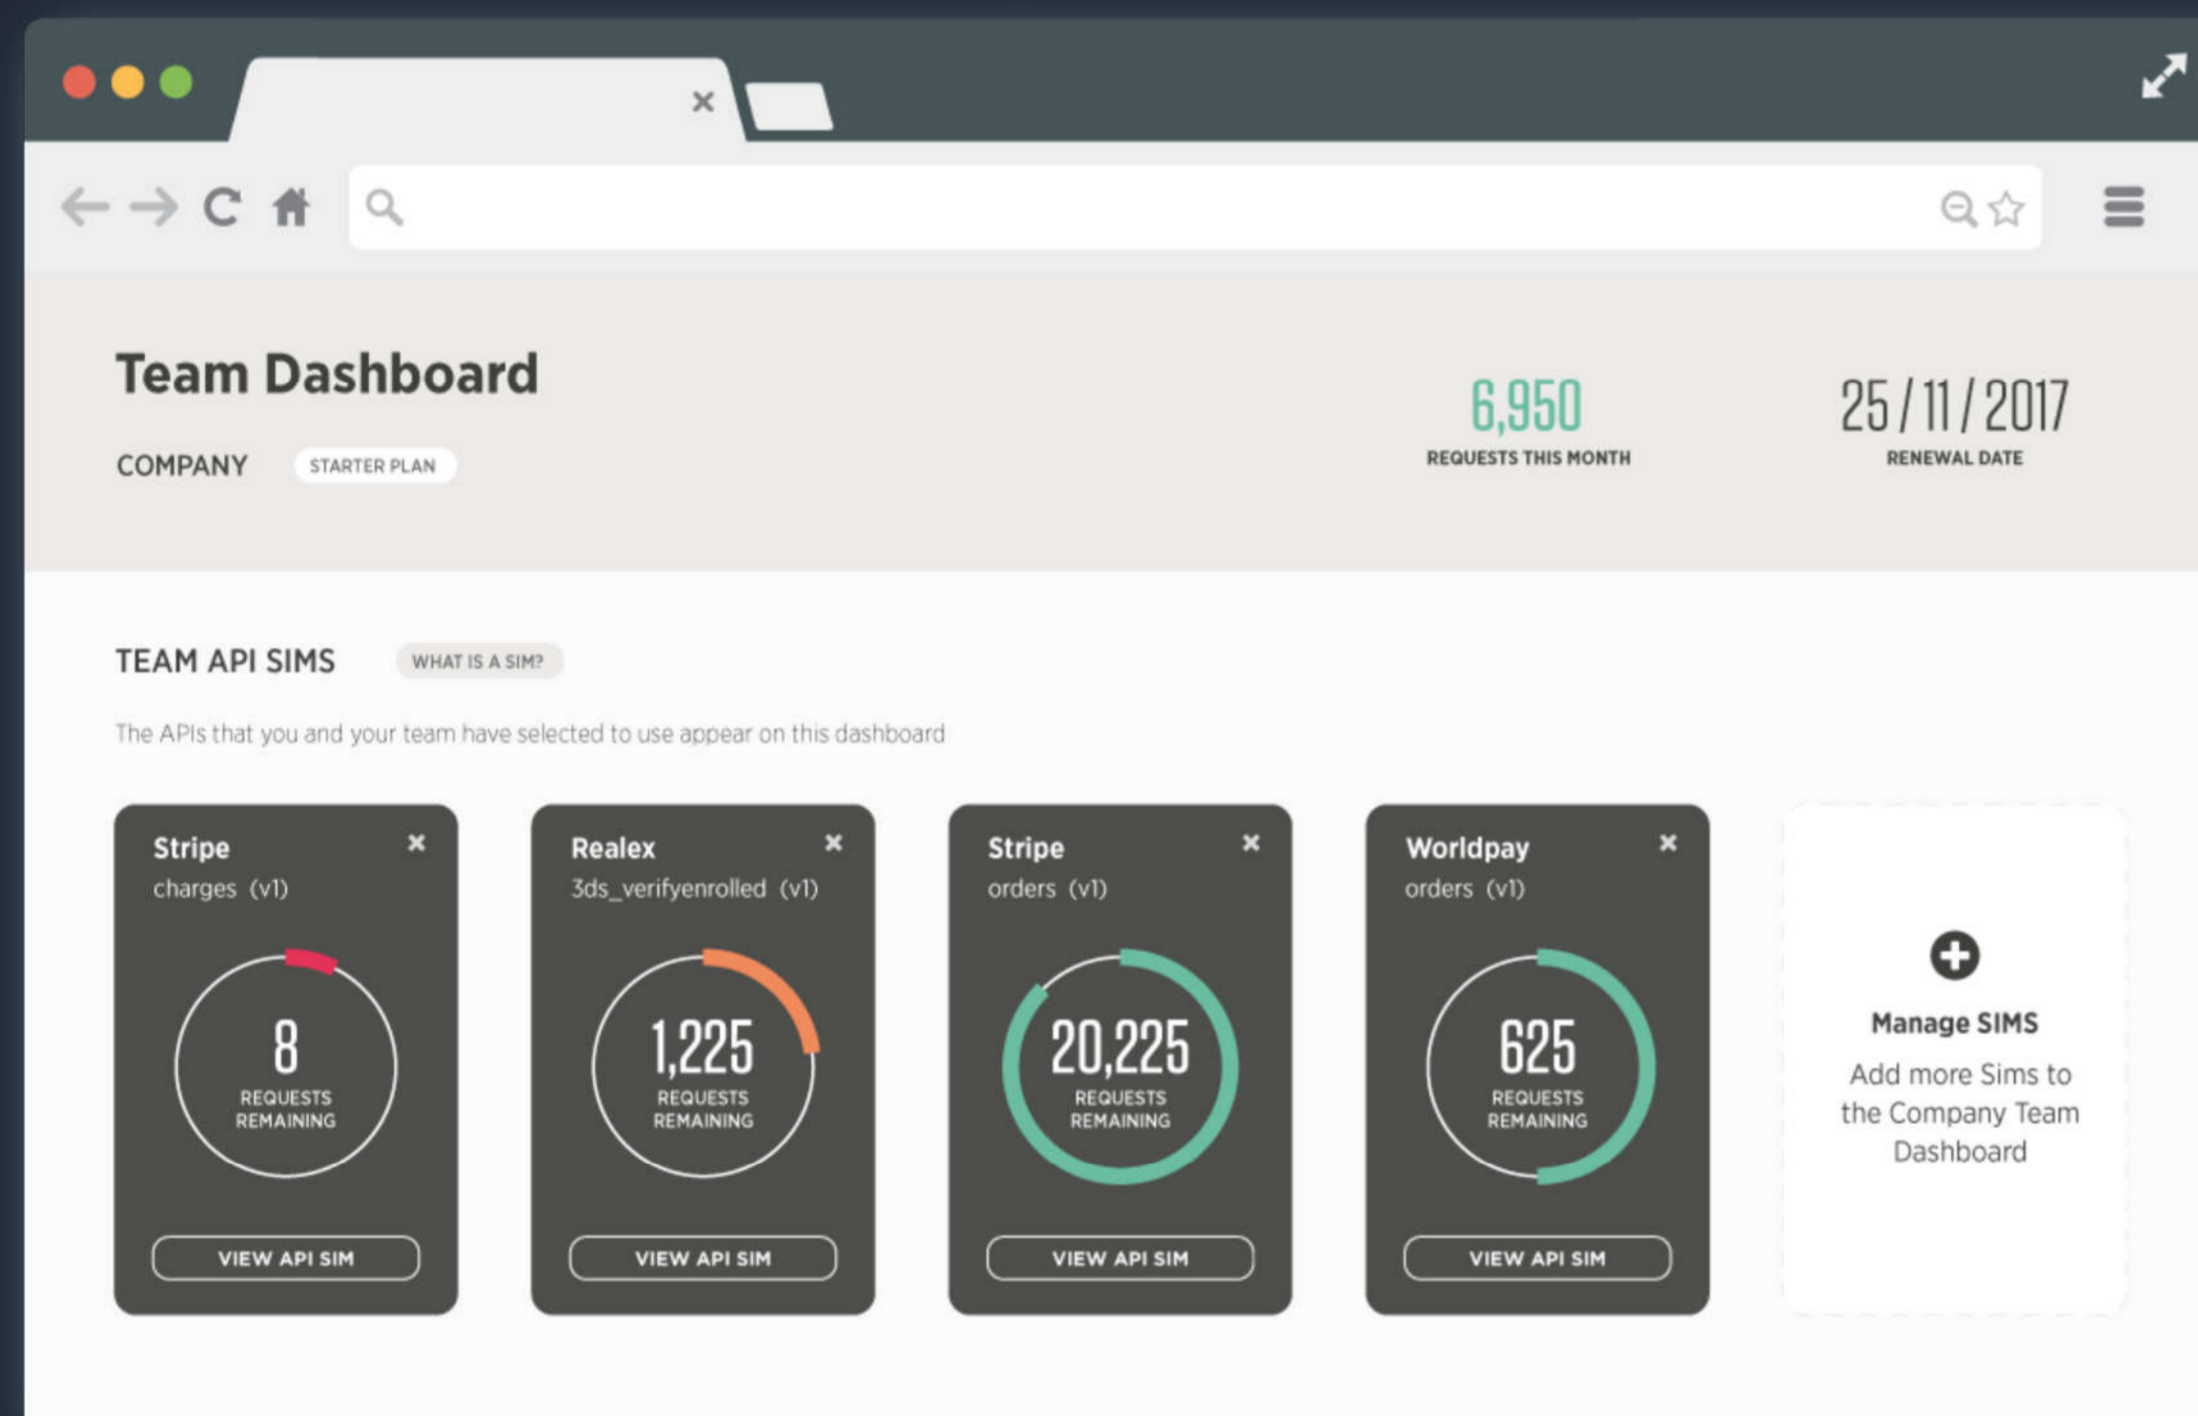 Team Dashboard
COMPANY STARTER PLAN
6,950
REQUESTS THIS MONTH
25 / 11 / 2017
RENEWAL DATE
TEAM API SIMS WHAT IS A SIM?
The APIs that you and your team have selected to use appear on this dashboard
Stripe
charges (v1)
8
REQUESTS
REMAINING
VIEW API SIM
Realex
3ds_verifyenrolled (v1)
1,225
REQUESTS
REMAINING
VIEW API SIM
Stripe
orders (v1)
20,225
REQUESTS
REMAINING
VIEW API SIM
Worldpay
orders (v1)
625
REQUESTS
REMAINING
VIEW API SIM
Manage SIMS
Add more Sims to
the Company Team
Dashboard